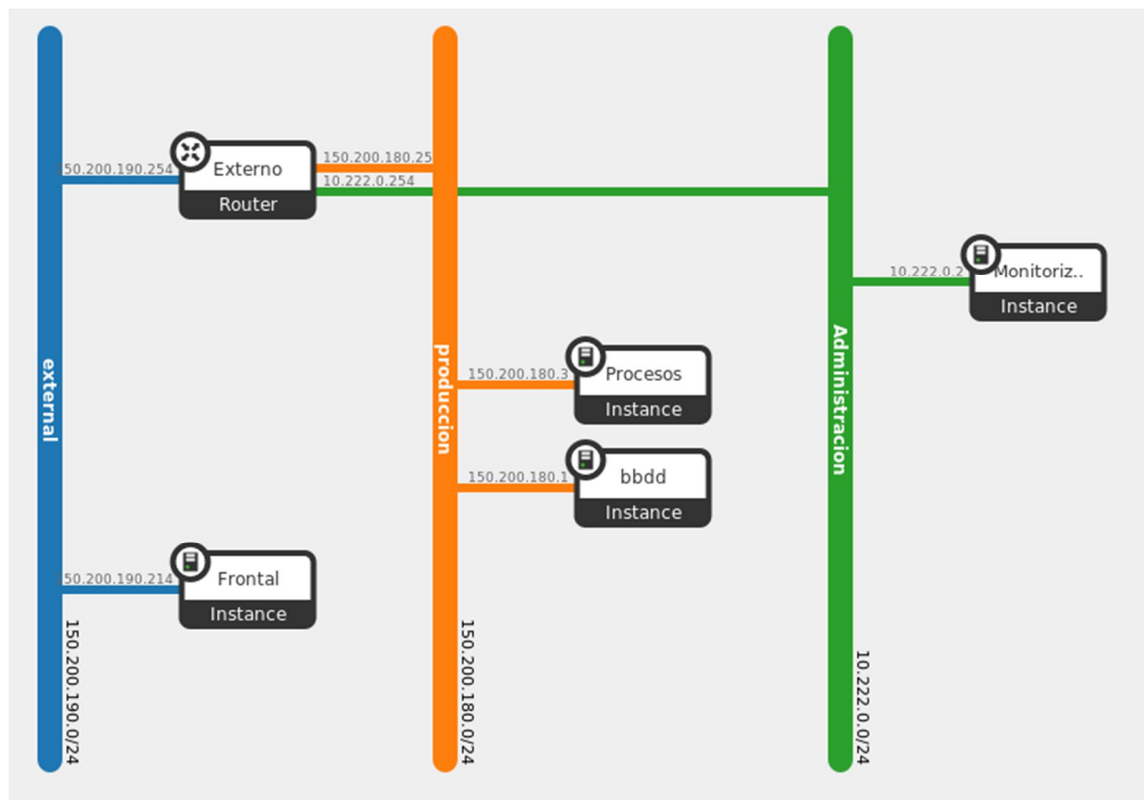 50.200.190.254
Externo
Router
150.200.180.25
10.222.0.254
10.222.0.2
Monitoriz..
Instance
150.200.180.3
Procesos
Instance
150.200.180.1
bbdd
Instance
50.200.190.214
Frontal
Instance
external
150.200.190.0/24
produccion
150.200.180.0/24
Administracion
10.222.0.0/24